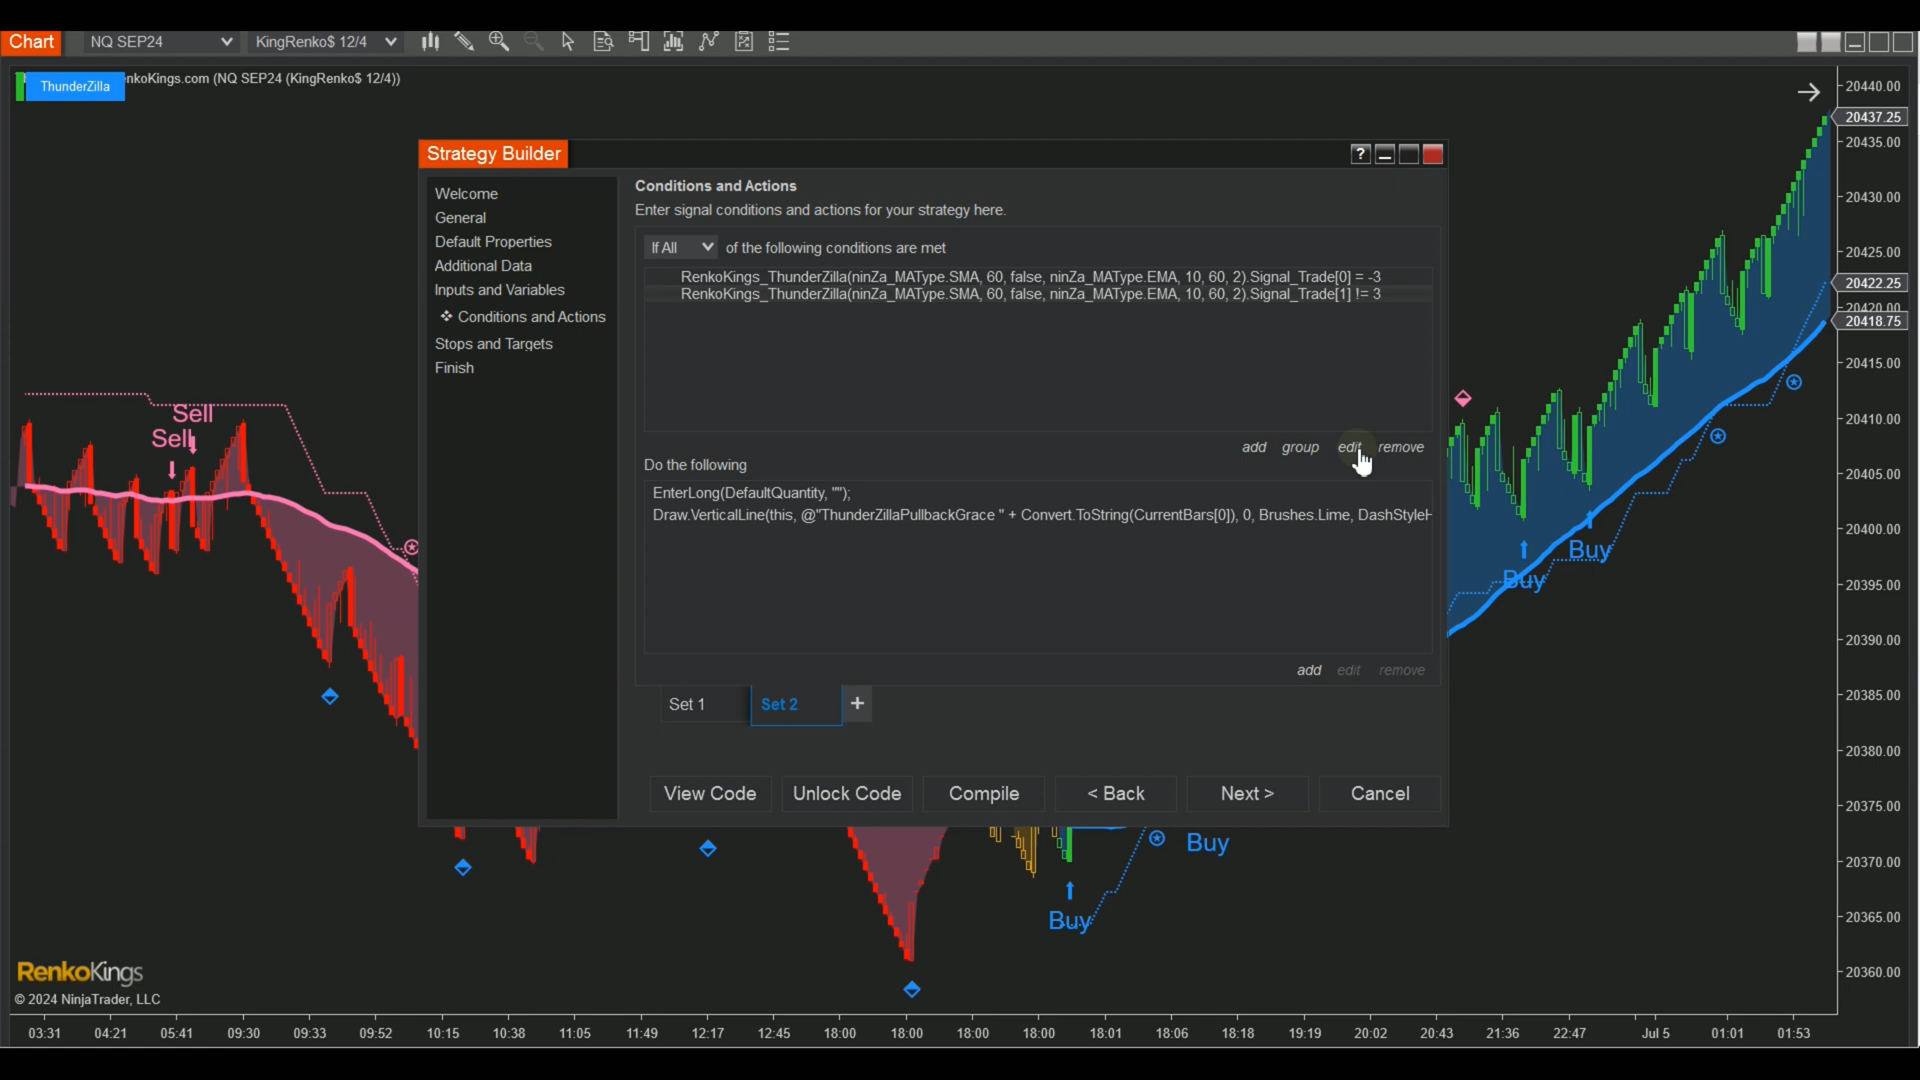 Chart
NQ SEP24
KingRenko$ 12/4
ThunderZilla
enkoKings.com (NQ SEP24 (KingRenko$ 12/4))
Strategy Builder
?
Welcome
General
Default Properties
Additional Data
Inputs and Variables
Conditions and Actions
Stops and Targets
Finish
Conditions and Actions
Enter signal conditions and actions for your strategy here.
If All of the following conditions are met
RenkoKings_ThunderZilla(ninZa_MAType.SMA, 60, false, ninZa_MAType.EMA, 10, 60, 2).Signal_Trade[0] = -3
RenkoKings_ThunderZilla(ninZa_MAType.SMA, 60, false, ninZa_MAType.EMA, 10, 60, 2).Signal_Trade[1] != 3
add group edit remove
Do the following
EnterLong(DefaultQuantity, "");
Draw.VerticalLine(this, @"ThunderZillaPullbackGrace " + Convert.ToString(CurrentBars[0]), 0, Brushes.Lime, DashStyleH
add edit remove
Set 1
Set 2
+
View Code
Unlock Code
Compile
< Back
Next >
Cancel
Sell
Sell
Buy
Buy
Buy
Buy
20440.00
20437.25
20435.00
20430.00
20425.00
20422.25
20420.00
20418.75
20415.00
20410.00
20405.00
20400.00
20395.00
20390.00
20385.00
20380.00
20375.00
20370.00
20365.00
20360.00
RenkoKings
© 2024 NinjaTrader, LLC
03:31 04:21 05:41 09:30 09:33 09:52 10:15 10:38 11:05 11:49 12:17 12:45 18:00 18:00 18:00 18:00 18:01 18:06 18:18 19:19 20:02 20:43 21:36 22:47 Jul 5 01:01 01:53